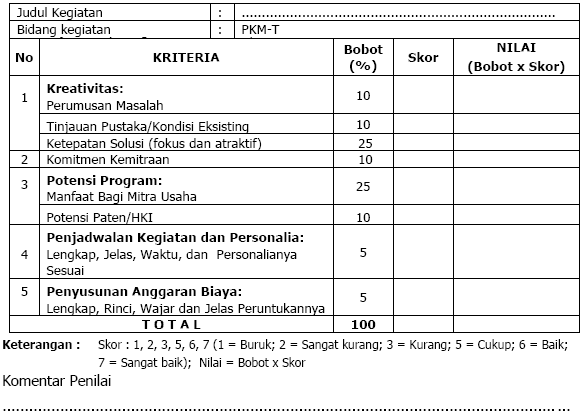 Judul Kegiatan : ..............................................................................
Bidang kegiatan : PKM-T
No KRITERIA Bobot (%) Skor NILAI (Bobot x Skor)
1 Kreativitas:
Perumusan Masalah 10
Tinjauan Pustaka/Kondisi Eksisting 10
Ketepatan Solusi (fokus dan atraktif) 25
2 Komitmen Kemitraan 10
3 Potensi Program:
Manfaat Bagi Mitra Usaha 25
Potensi Paten/HKI 10
4 Penjadwalan Kegiatan dan Personalia:
Lengkap, Jelas, Waktu, dan Personalianya 5
Sesuai
5 Penyusunan Anggaran Biaya:
Lengkap, Rinci, Wajar dan Jelas Peruntukannya 5
T O T A L 100
Keterangan : Skor : 1, 2, 3, 5, 6, 7 (1 = Buruk; 2 = Sangat kurang; 3 = Kurang; 5 = Cukup; 6 = Baik;
7 = Sangat baik); Nilai = Bobot x Skor
Komentar Penilai
..............................................................................................................................